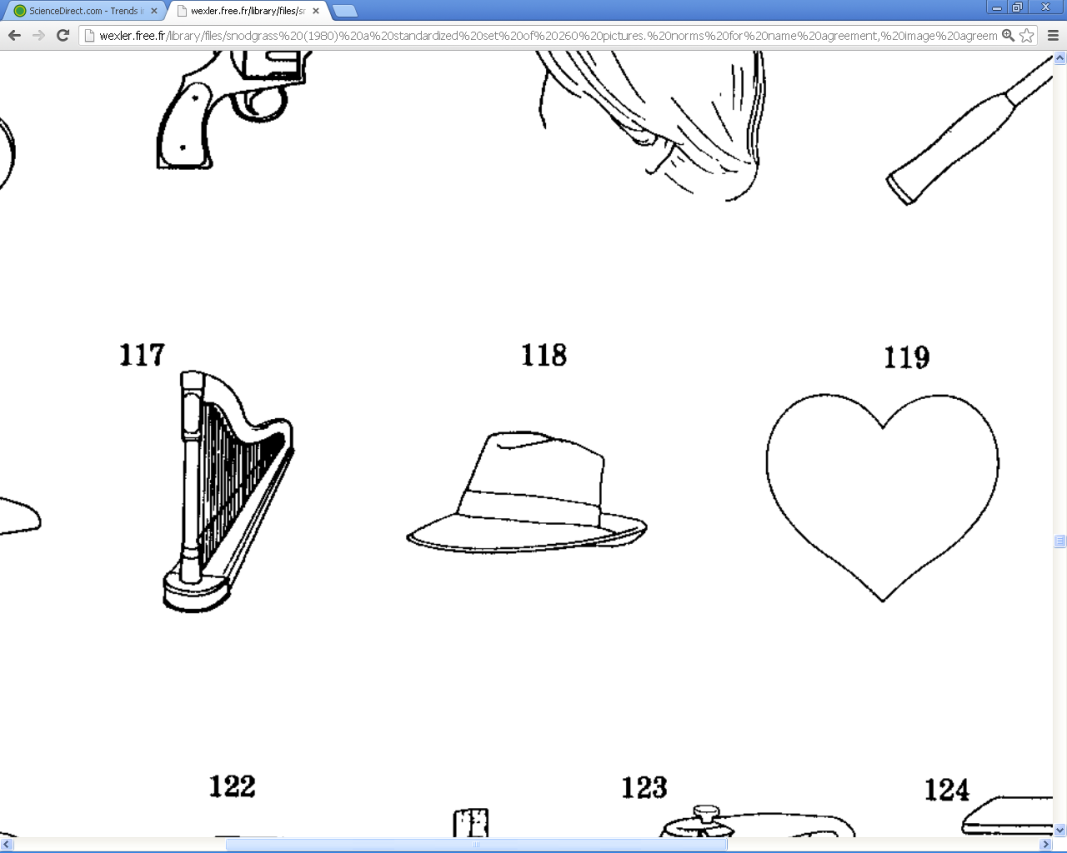 ScienceDirect.com - Trends i
wexler.free.fr/library/files/sn
wexler.free.fr/library/files/snodgrass%20(1980)%20a%20standardized%20set%20of%20260%20pictures.%20norms%20for%20name%20agreement,%20image%20agreem
117
118
119
122
123
124